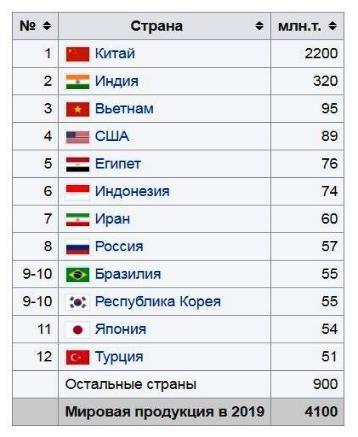 № Страна млн.т.
1 Китай 2200
2 Индия 320
3 Вьетнам 95
4 США 89
5 Египет 76
6 Индонезия 74
7 Иран 60
8 Россия 57
9-10 Бразилия 55
9-10 Республика Корея 55
11 Япония 54
12 Турция 51
Остальные страны 900
Мировая продукция в 2019 4100